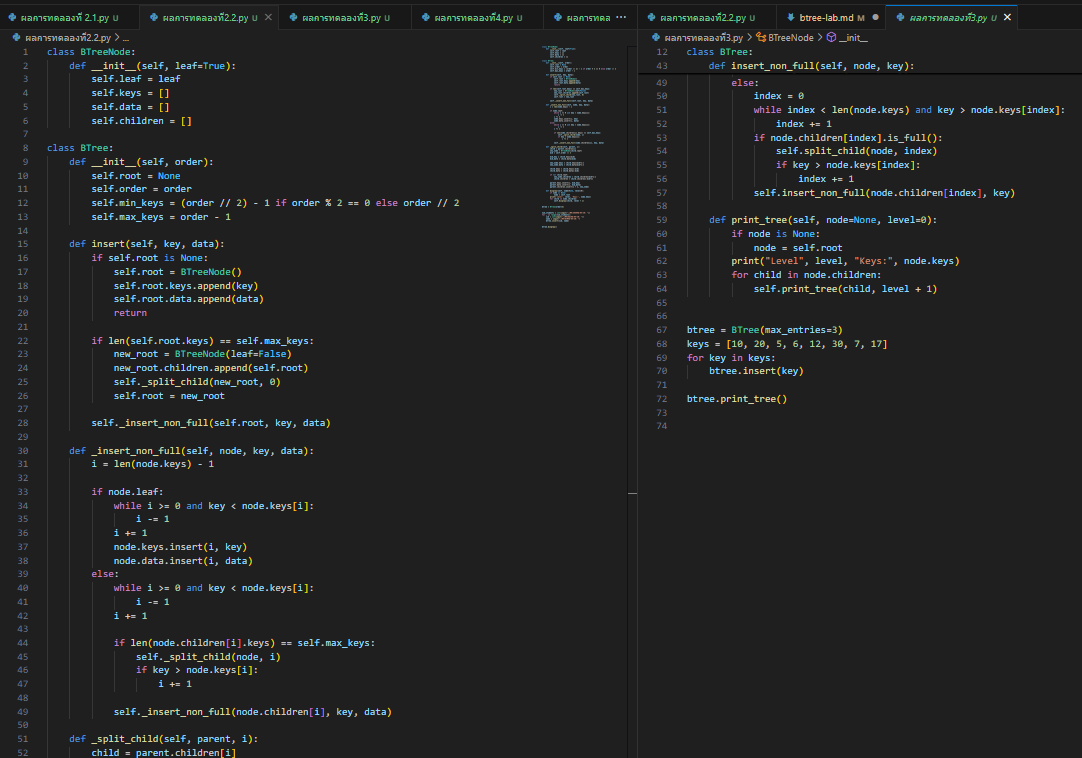 ผลการทดลองที่ 2.1.py U
ผลการทดลองที่2.2.py U
ผลการทดลองที่3.py U
ผลการทดลองที่4.py U
ผลการทดล
ผลการทดลองที่2.2.py U
btree-lab.md M
ผลการทดลองที่3.py U
ผลการทดลองที่2.2.py > ...
1 class BTreeNode:
2 def __init__(self, leaf=True):
3 self.leaf = leaf
4 self.keys = []
5 self.data = []
6 self.children = []
7
8 class BTree:
9 def __init__(self, order):
10 self.root = None
11 self.order = order
12 self.min_keys = (order // 2) - 1 if order % 2 == 0 else order // 2
13 self.max_keys = order - 1
14
15 def insert(self, key, data):
16 if self.root is None:
17 self.root = BTreeNode()
18 self.root.keys.append(key)
19 self.root.data.append(data)
20 return
21
22 if len(self.root.keys) == self.max_keys:
23 new_root = BTreeNode(leaf=False)
24 new_root.children.append(self.root)
25 self._split_child(new_root, 0)
26 self.root = new_root
27
28 self._insert_non_full(self.root, key, data)
29
30 def _insert_non_full(self, node, key, data):
31 i = len(node.keys) - 1
32
33 if node.leaf:
34 while i >= 0 and key < node.keys[i]:
35 i -= 1
36 i += 1
37 node.keys.insert(i, key)
38 node.data.insert(i, data)
39 else:
40 while i >= 0 and key < node.keys[i]:
41 i -= 1
42 i += 1
43
44 if len(node.children[i].keys) == self.max_keys:
45 self._split_child(node, i)
46 if key > node.keys[i]:
47 i += 1
48
49 self._insert_non_full(node.children[i], key, data)
50
51 def _split_child(self, parent, i):
52 child = parent.children[i]
ผลการทดลองที่3.py > BTreeNode > __init__
12 class BTree:
43 def insert_non_full(self, node, key):
49 else:
50 index = 0
51 while index < len(node.keys) and key > node.keys[index]:
52 index += 1
53 if node.children[index].is_full():
54 self.split_child(node, index)
55 if key > node.keys[index]:
56 index += 1
57 self.insert_non_full(node.children[index], key)
58
59 def print_tree(self, node=None, level=0):
60 if node is None:
61 node = self.root
62 print("Level", level, "Keys:", node.keys)
63 for child in node.children:
64 self.print_tree(child, level + 1)
65
66
67 btree = BTree(max_entries=3)
68 keys = [10, 20, 5, 6, 12, 30, 7, 17]
69 for key in keys:
70 btree.insert(key)
71
72 btree.print_tree()
73
74